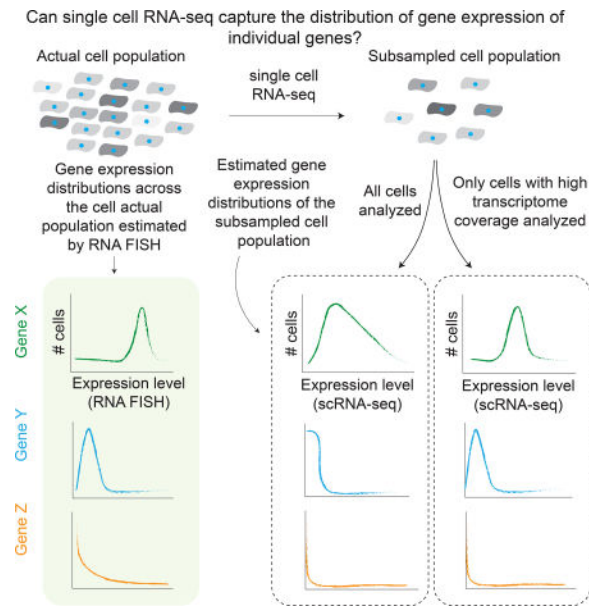 Can single cell RNA-seq capture the distribution of gene expression of
individual genes?
Actual cell population
Subsampled cell population
single cell
RNA-seq
Gene expression
distributions across
the cell actual
population estimated
by RNA FISH
Estimated gene
expression
distributions of the
subsampled cell
population
All cells
analyzed
Only cells with high
transcriptome
coverage analyzed
Gene X
# cells
Expression level
(RNA FISH)
# cells
Expression level
(scRNA-seq)
# cells
Expression level
(scRNA-seq)
Gene Y
Gene Z